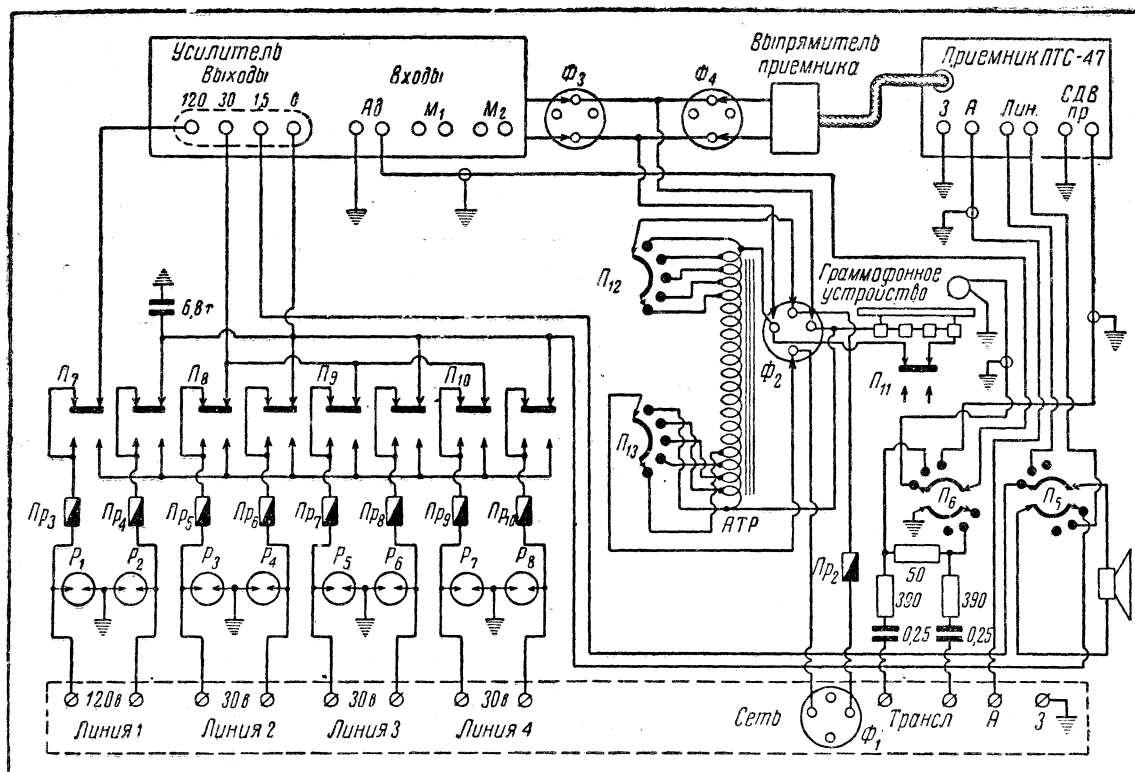 Усилитель
Выходы
120 30 1,5 0
Входы
Ад М1 М2
Ф3
Ф4
Выпрямитель
приемника
Приемник ПТС-47
З А Лин. СДВ
пр
6,8т
П12
Граммофонное
устройство
П7 П8 П9 П10
Ф2
П11
П13
АТР
П6 П5
Пр3 Пр4 Пр5 Пр6 Пр7 Пр8 Пр9 Пр10
Пр2
50
390 390
0,25 0,25
Р1 Р2 Р3 Р4 Р5 Р6 Р7 Р8
120в 30в 30в 30в
Линия 1 Линия 2 Линия 3 Линия 4
Сеть Ф1 Трансл А З